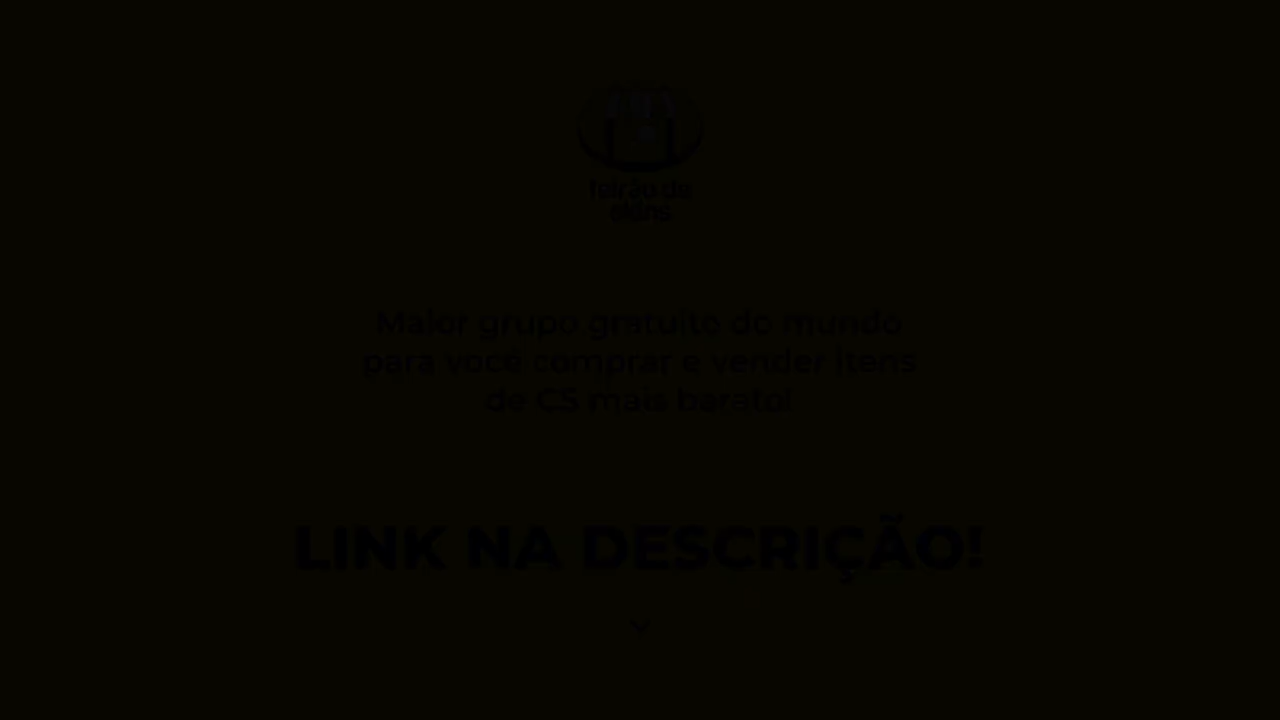 feirão de
skins
Maior grupo gratuito do mundo
para você comprar e vender itens
de CS mais barato!
LINK NA DESCRIÇÃO!